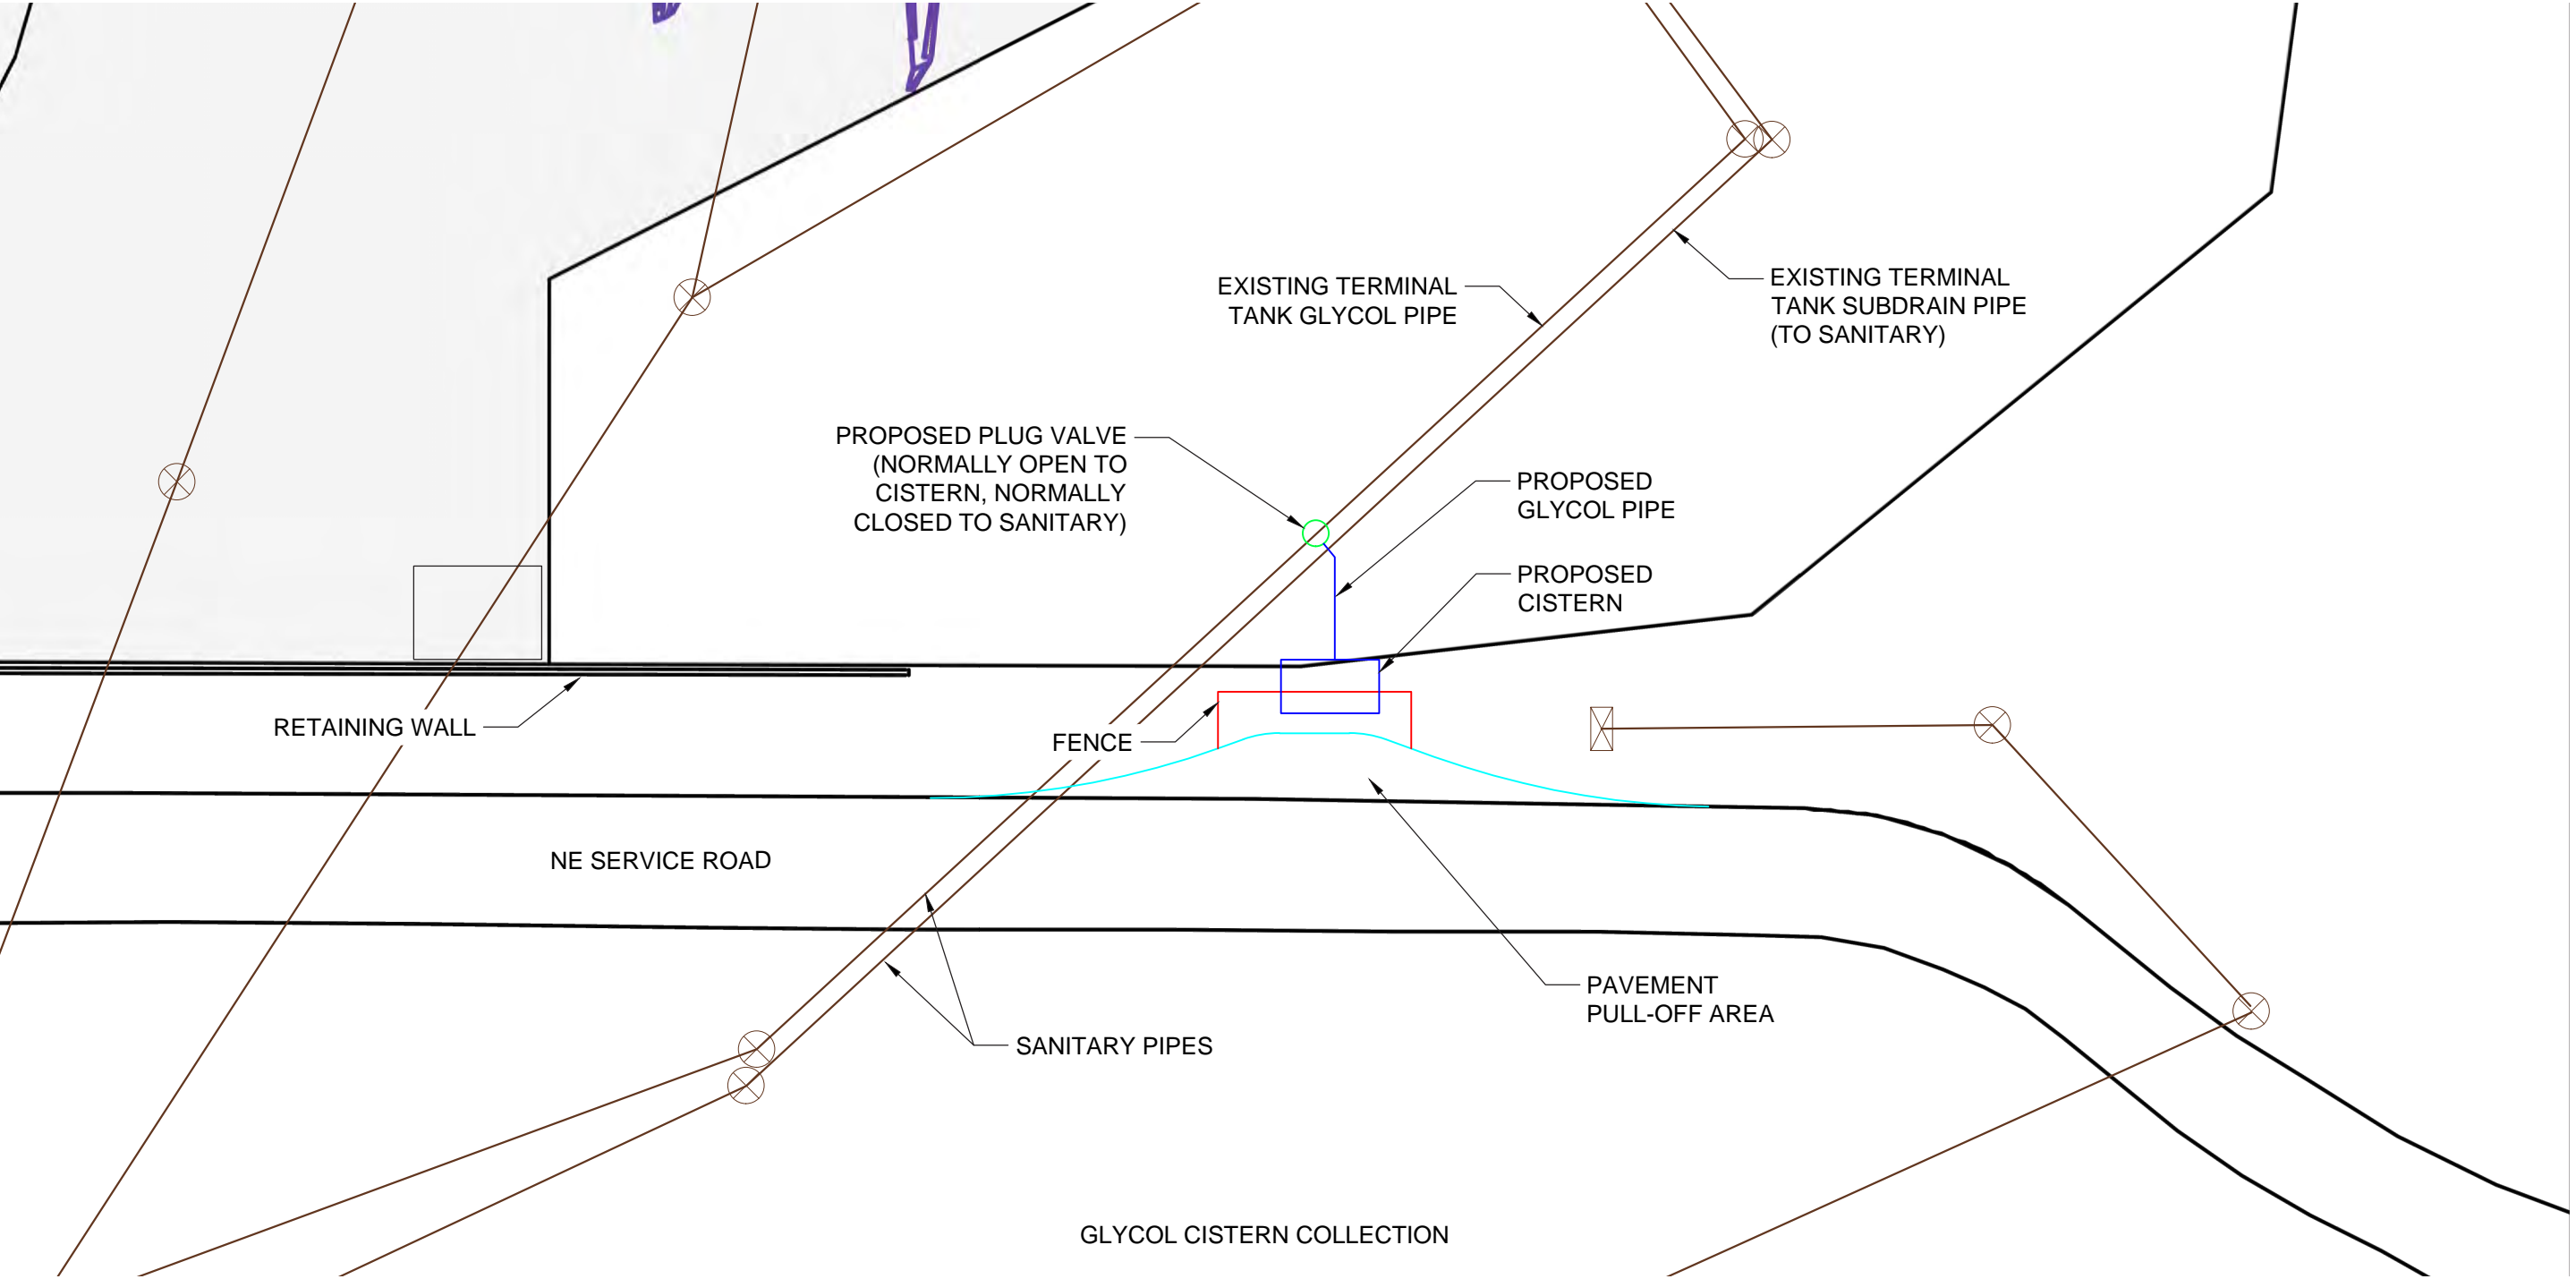 EXISTING TERMINAL
TANK GLYCOL PIPE
EXISTING TERMINAL
TANK SUBDRAIN PIPE
(TO SANITARY)
PROPOSED PLUG VALVE
(NORMALLY OPEN TO
CISTERN, NORMALLY
CLOSED TO SANITARY)
PROPOSED
GLYCOL PIPE
PROPOSED
CISTERN
RETAINING WALL
FENCE
NE SERVICE ROAD
PAVEMENT
PULL-OFF AREA
SANITARY PIPES
GLYCOL CISTERN COLLECTION